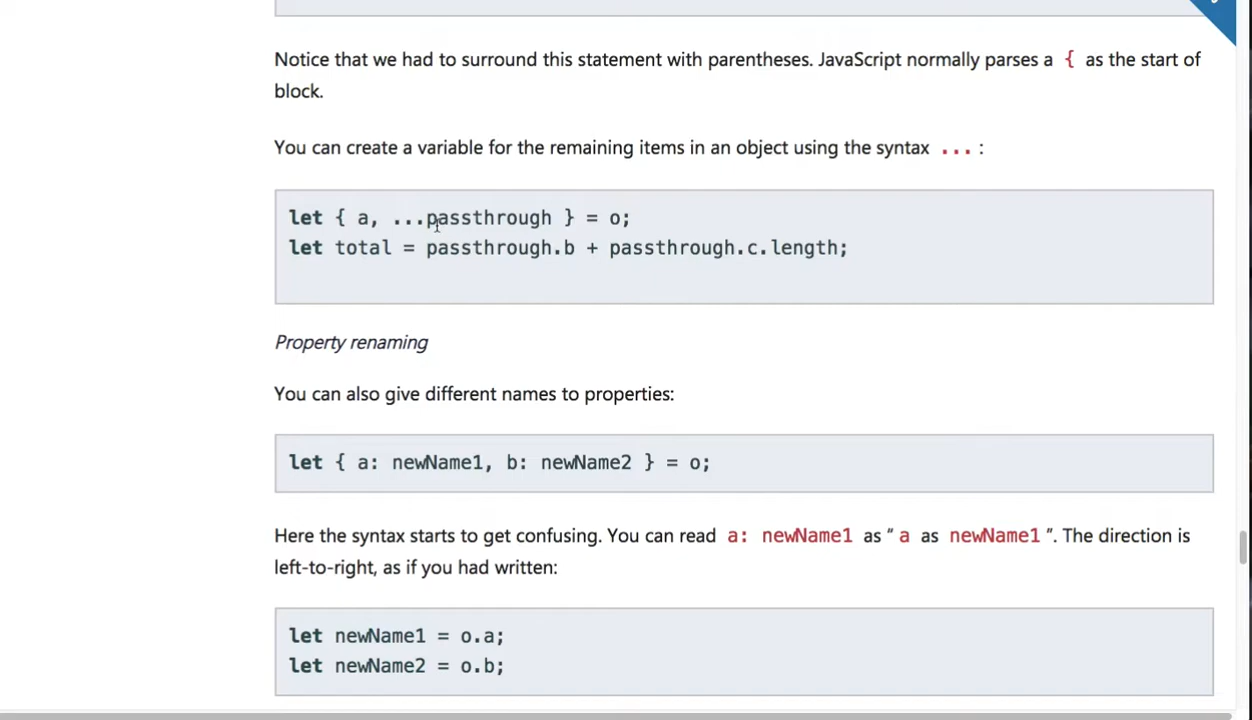 Notice that we had to surround this statement with parentheses. JavaScript normally parses a { as the start of
block.
You can create a variable for the remaining items in an object using the syntax ... :
let { a, ...passthrough } = o;
let total = passthrough.b + passthrough.c.length;
Property renaming
You can also give different names to properties:
let { a: newName1, b: newName2 } = o;
Here the syntax starts to get confusing. You can read a: newName1 as “ a as newName1 ”. The direction is
left-to-right, as if you had written:
let newName1 = o.a;
let newName2 = o.b;